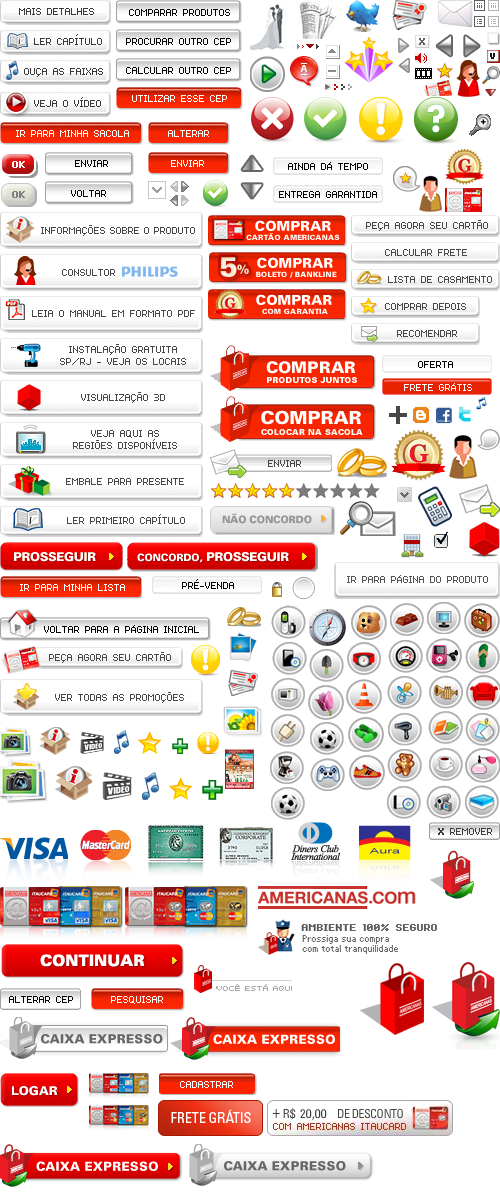 MAIS DETALHES
COMPARAR PRODUTOS
LER CAPÍTULO
PROCURAR OUTRO CEP
OUÇA AS FAIXAS
CALCULAR OUTRO CEP
VEJA O VÍDEO
UTILIZAR ESSE CEP
IR PARA MINHA SACOLA
ALTERAR
OK
ENVIAR
ENVIAR
AINDA DÁ TEMPO
OK
VOLTAR
ENTREGA GARANTIDA
INFORMAÇÕES SOBRE O PRODUTO
COMPRAR
CARTÃO AMERICANAS
PEÇA AGORA SEU CARTÃO
CALCULAR FRETE
CONSULTOR PHILIPS
5%
COMPRAR
BOLETO / BANKLINE
LISTA DE CASAMENTO
LEIA O MANUAL EM FORMATO PDF
G
COMPRAR
COM GARANTIA
COMPRAR DEPOIS
RECOMENDAR
INSTALAÇÃO GRATUITA
SP/RJ - VEJA OS LOCAIS
COMPRAR
PRODUTOS JUNTOS
OFERTA
FRETE GRÁTIS
VISUALIZAÇÃO 3D
COMPRAR
COLOCAR NA SACOLA
VEJA AQUI AS
REGIÕES DISPONÍVEIS
G
ENVIAR
EMBALE PARA PRESENTE
LER PRIMEIRO CAPÍTULO
NÃO CONCORDO
PROSSEGUIR
CONCORDO, PROSSEGUIR
IR PARA MINHA LISTA
PRÉ-VENDA
IR PARA PÁGINA DO PRODUTO
VOLTAR PARA A PÁGINA INICIAL
PEÇA AGORA SEU CARTÃO
VER TODAS AS PROMOÇÕES
VIDEO
VIDEO
VISA
MasterCard
AMERICAN EXPRESS
CORPORATE
Diners Club
International
Aura
X REMOVER
AMERICANAS.com
AMBIENTE 100% SEGURO
Prossiga sua compra
com total tranquilidade
CONTINUAR
VOCÊ ESTÁ AQUI
ALTERAR CEP
PESQUISAR
CAIXA EXPRESSO
CAIXA EXPRESSO
LOGAR
CADASTRAR
FRETE GRÁTIS
+ R$ 20,00 DE DESCONTO
COM AMERICANAS ITAUCARD
CAIXA EXPRESSO
CAIXA EXPRESSO